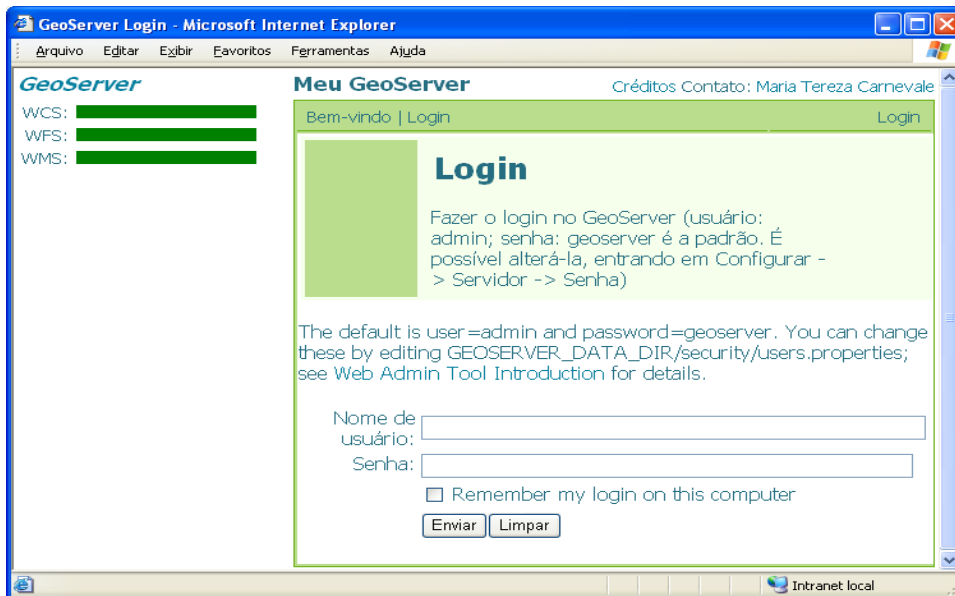 GeoServer Login - Microsoft Internet Explorer
Arquivo Editar Exibir Favoritos Ferramentas Ajuda
GeoServer
WCS:
WFS:
WMS:
Meu GeoServer
Créditos Contato: Maria Tereza Carnevale
Bem-vindo | Login
Login
Login
Fazer o login no GeoServer (usuário:
admin; senha: geoserver é a padrão. É
possível alterá-la, entrando em Configurar -
> Servidor -> Senha)
The default is user=admin and password=geoserver. You can change
these by editing GEOSERVER_DATA_DIR/security/users.properties;
see Web Admin Tool Introduction for details.
Nome de
usuário:
Senha:
Remember my login on this computer
Enviar Limpar
Intranet local